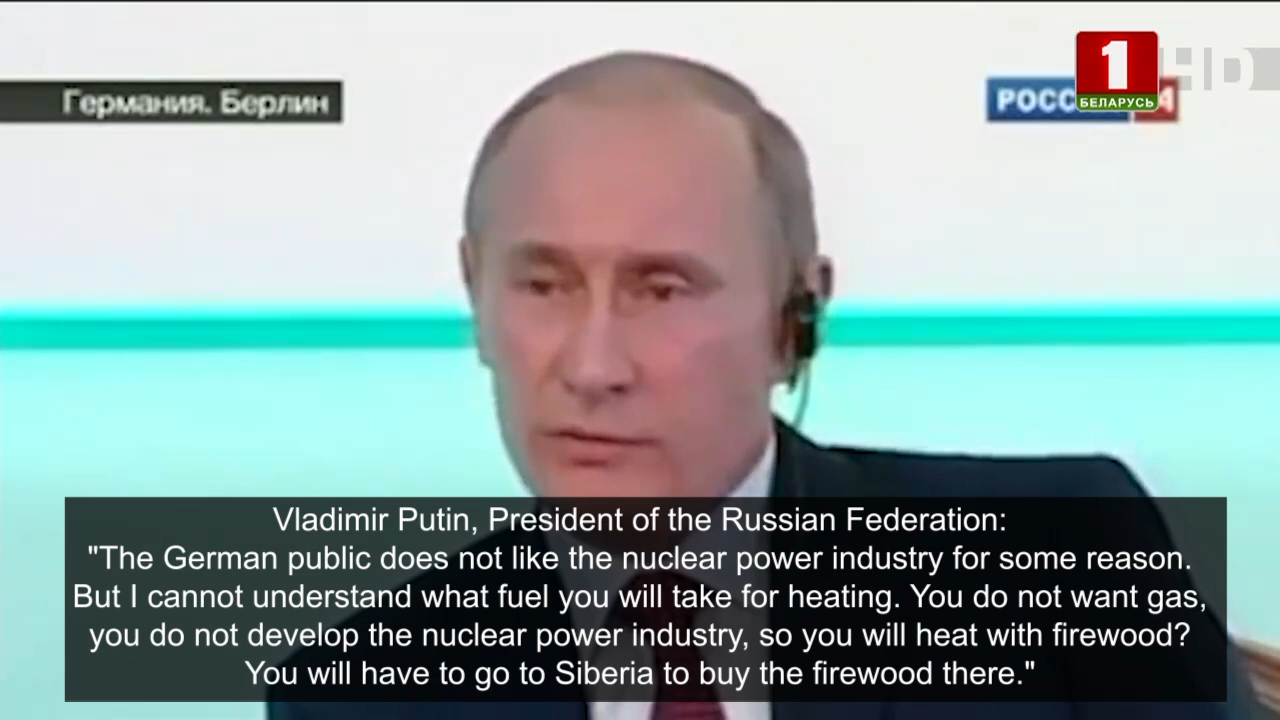 Германия. Берлин
1
БЕЛАРУСЬ
HD
Vladimir Putin, President of the Russian Federation:
"The German public does not like the nuclear power industry for some reason.
But I cannot understand what fuel you will take for heating. You do not want gas,
you do not develop the nuclear power industry, so you will heat with firewood?
You will have to go to Siberia to buy the firewood there."